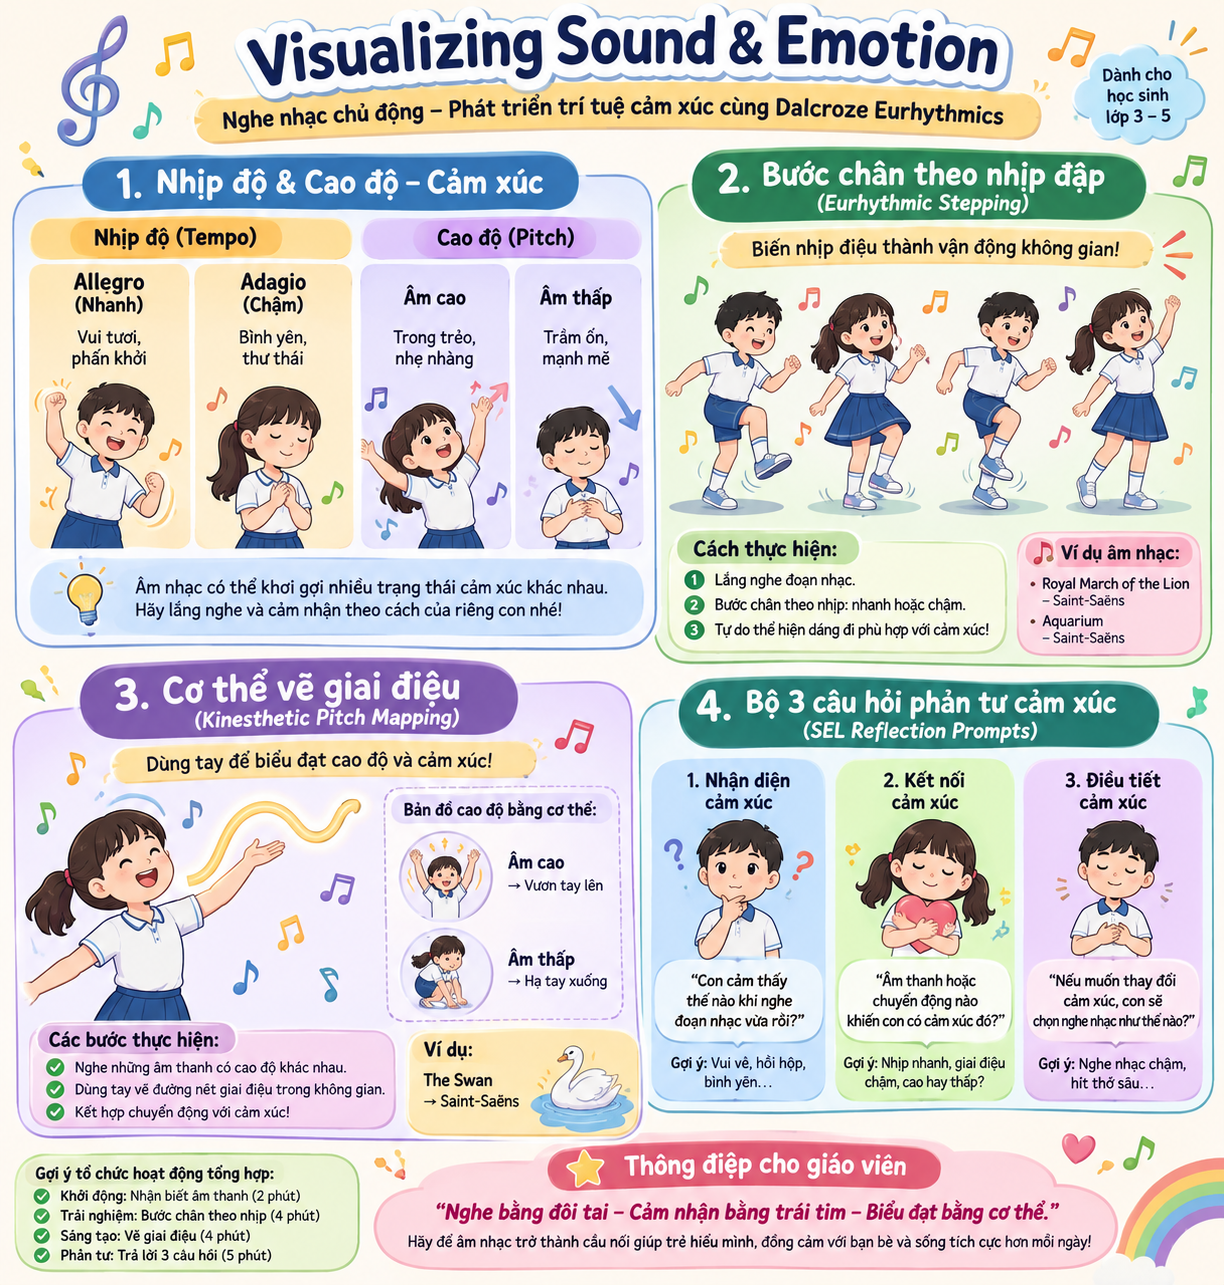 Visualizing Sound & Emotion
Nghe nhạc chủ động – Phát triển trí tuệ cảm xúc cùng Dalcroze Eurhythmics
Dành cho
học sinh
lớp 3 – 5
1. Nhịp độ & Cao độ – Cảm xúc
Nhịp độ (Tempo)
Cao độ (Pitch)
Allegro
(Nhanh)
Vui tươi,
phấn khởi
Adagio
(Chậm)
Bình yên,
thư thái
Âm cao
Trong trẻo,
nhẹ nhàng
Âm thấp
Trầm ổn,
mạnh mẽ
Âm nhạc có thể khơi gợi nhiều trạng thái cảm xúc khác nhau.
Hãy lắng nghe và cảm nhận theo cách của riêng con nhé!
2. Bước chân theo nhịp đập
(Eurhythmic Stepping)
Biến nhịp điệu thành vận động không gian!
Cách thực hiện:
1 Lắng nghe đoạn nhạc.
2 Bước chân theo nhịp: nhanh hoặc chậm.
3 Tự do thể hiện dáng đi phù hợp với cảm xúc!
Ví dụ âm nhạc:
• Royal March of the Lion
– Saint-Saëns
• Aquarium
– Saint-Saëns
3. Cơ thể vẽ giai điệu
(Kinesthetic Pitch Mapping)
Dùng tay để biểu đạt cao độ và cảm xúc!
Bản đồ cao độ bằng cơ thể:
Âm cao
→ Vươn tay lên
Âm thấp
→ Hạ tay xuống
Các bước thực hiện:
Nghe những âm thanh có cao độ khác nhau.
Dùng tay vẽ đường nét giai điệu trong không gian.
Kết hợp chuyển động với cảm xúc!
Ví dụ:
The Swan
→ Saint-Saëns
4. Bộ 3 câu hỏi phản tư cảm xúc
(SEL Reflection Prompts)
1. Nhận diện
cảm xúc
“Con cảm thấy
thế nào khi nghe
đoạn nhạc vừa rồi?”
Gợi ý: Vui vẻ, hồi hộp,
bình yên...
2. Kết nối
cảm xúc
“Âm thanh hoặc
chuyển động nào
khiến con có cảm xúc đó?”
Gợi ý: Nhịp nhanh, giai điệu
chậm, cao hay thấp?
3. Điều tiết
cảm xúc
“Nếu muốn thay đổi
cảm xúc, con sẽ
chọn nghe nhạc như thế nào?”
Gợi ý: Nghe nhạc chậm,
hít thở sâu...
Gợi ý tổ chức hoạt động tổng hợp:
Khởi động: Nhận biết âm thanh (2 phút)
Trải nghiệm: Bước chân theo nhịp (4 phút)
Sáng tạo: Vẽ giai điệu (4 phút)
Phản tư: Trả lời 3 câu hỏi (5 phút)
Thông điệp cho giáo viên
“Nghe bằng đôi tai – Cảm nhận bằng trái tim – Biểu đạt bằng cơ thể.”
Hãy để âm nhạc trở thành cầu nối giúp trẻ hiểu mình, đồng cảm với bạn bè và sống tích cực hơn mỗi ngày!